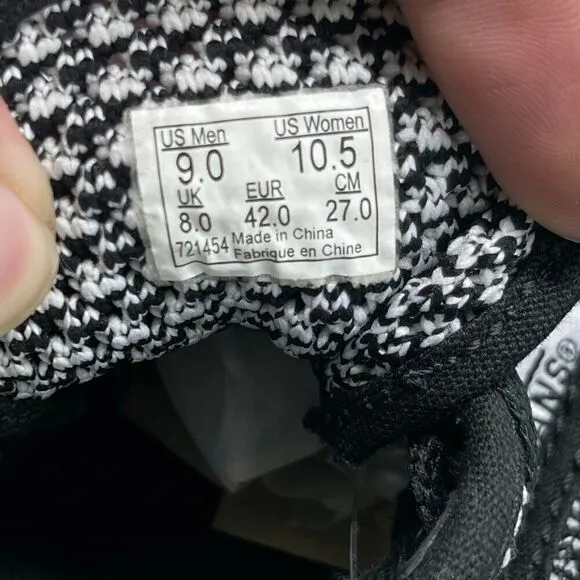 US Men US Women
9.0 10.5
UK EUR CM
8.0 42.0 27.0
721454 Made in China
Fabrique en Chine